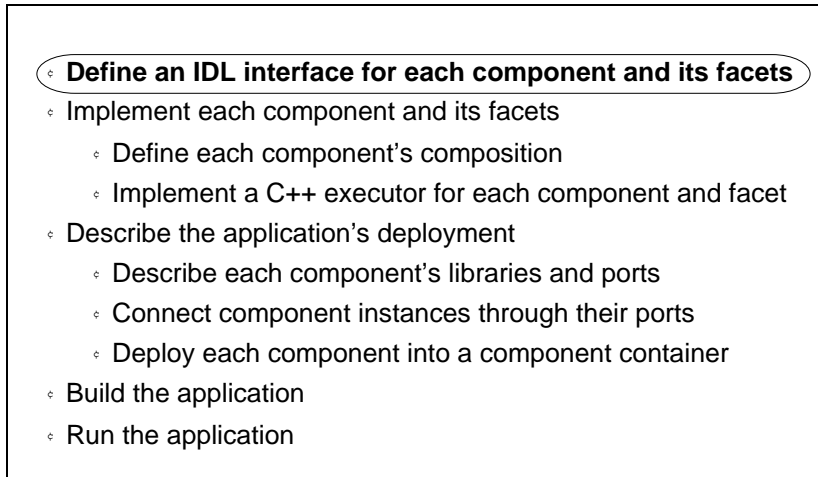 ¢ Define an IDL interface for each component and its facets
¢ Implement each component and its facets
¢ Define each component's composition
¢ Implement a C++ executor for each component and facet
¢ Describe the application's deployment
¢ Describe each component's libraries and ports
¢ Connect component instances through their ports
¢ Deploy each component into a component container
¢ Build the application
¢ Run the application